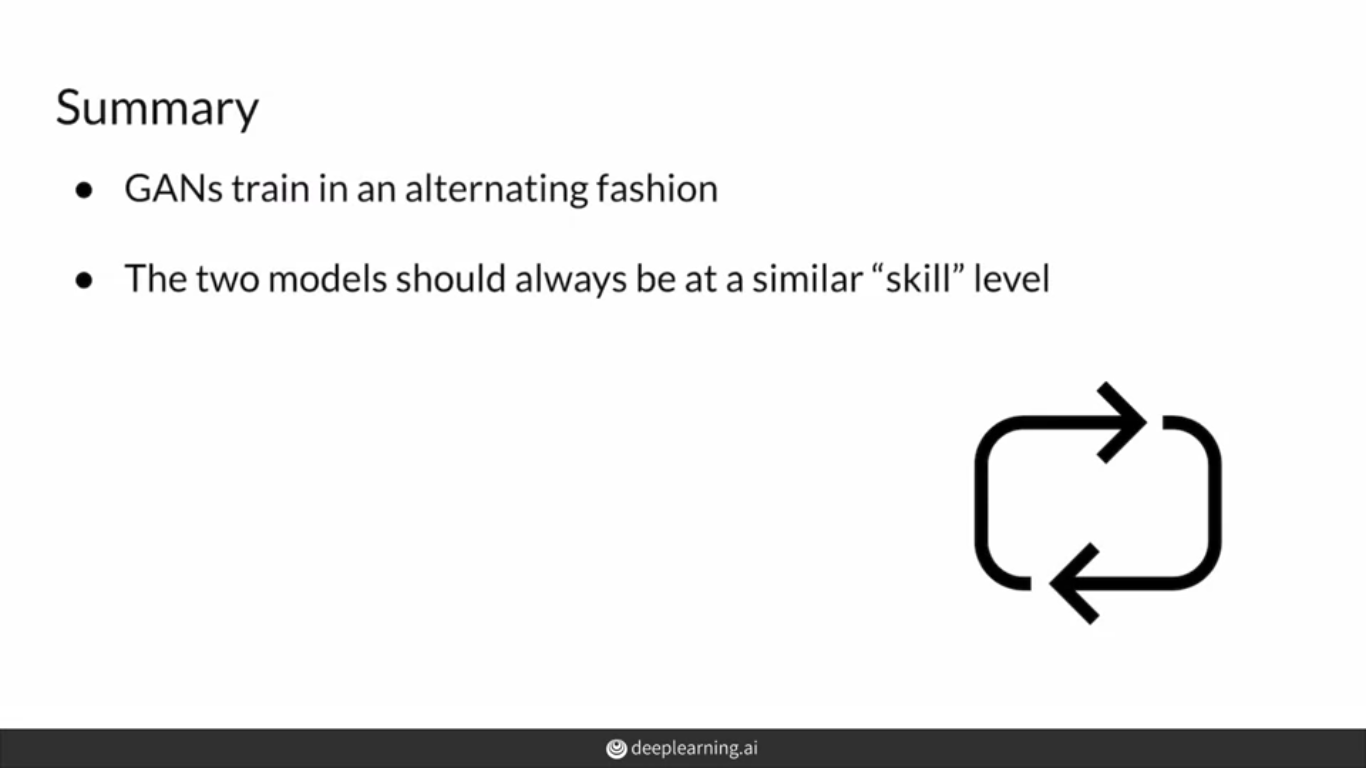 Summary
● GANs train in an alternating fashion
● The two models should always be at a similar “skill” level
deeplearning.ai